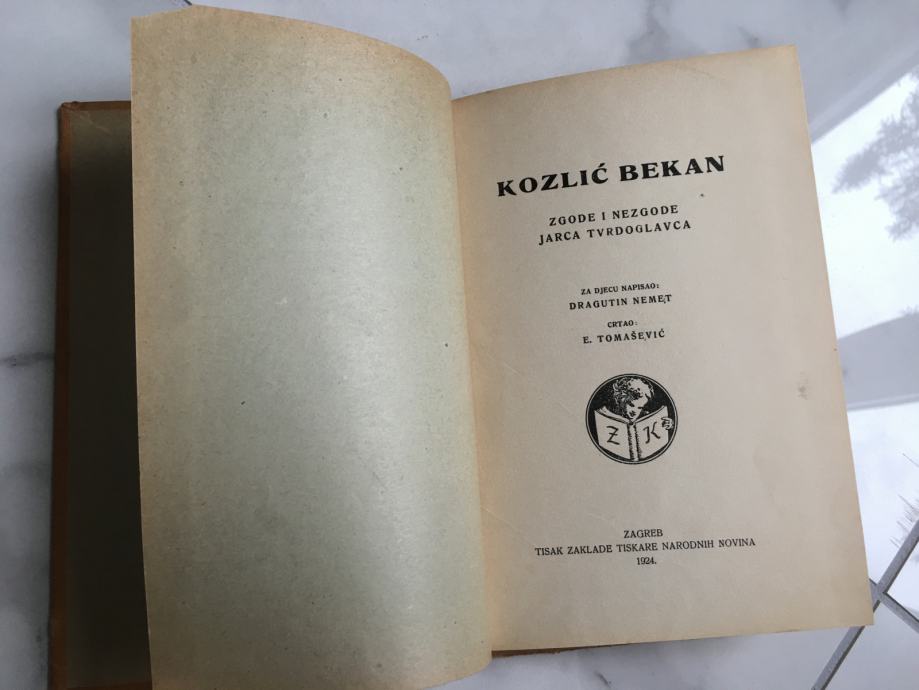 KOZLIĆ BEKAN
ZGODE I NEZGODE
JARCA TVRDOGLAVCA
ZA DJECU NAPISAO:
DRAGUTIN NEMET
CRTAO:
E. TOMAŠEVIĆ
Z K
ZAGREB
TISAK ZAKLADE TISKARE NARODNIH NOVINA
1924.